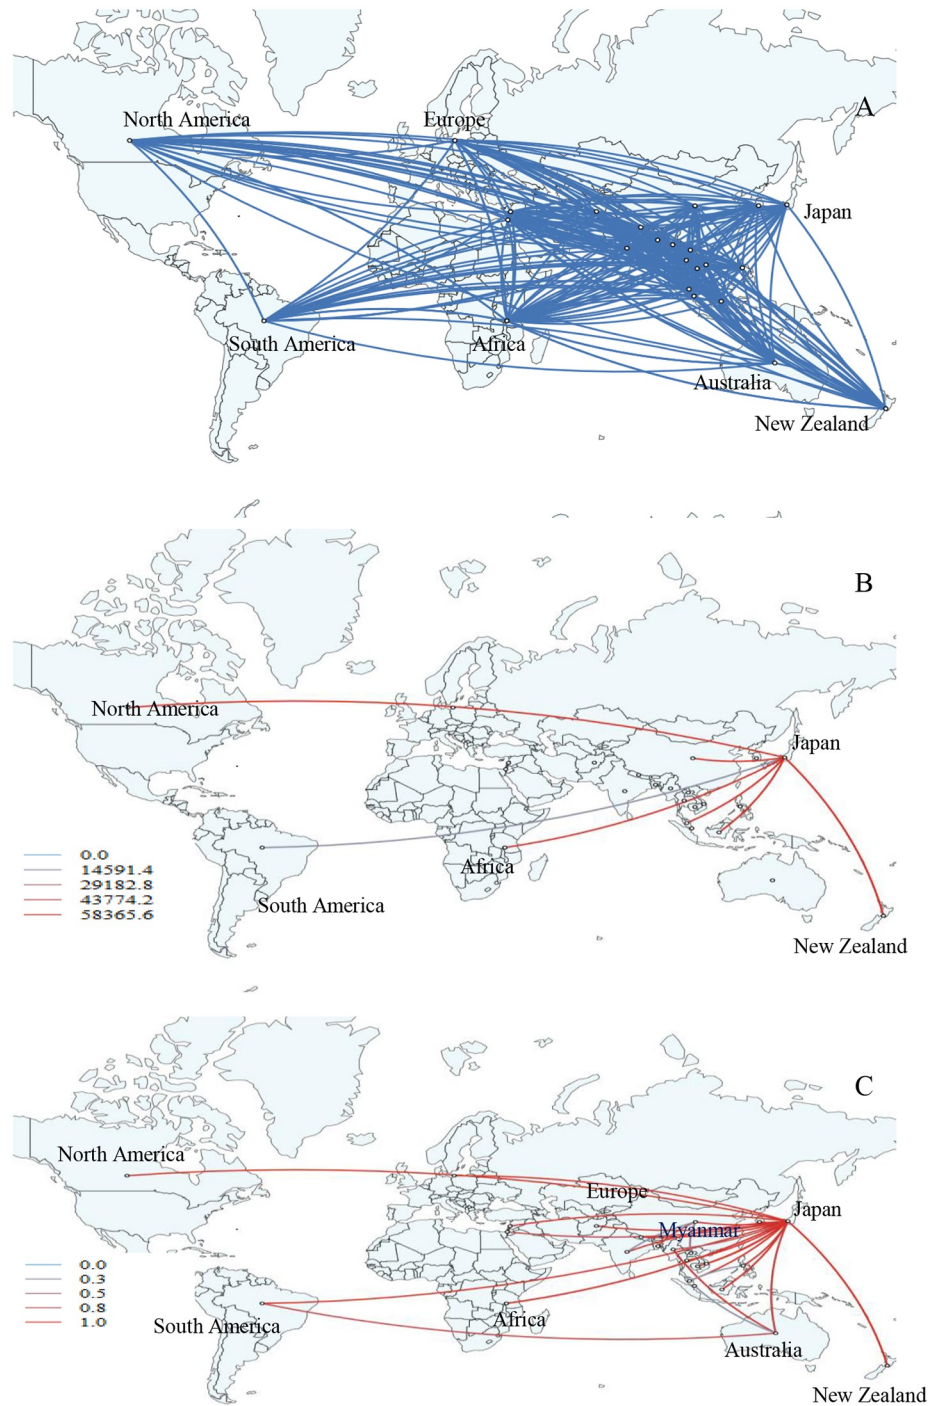 A
North America
Europe
Japan
South America
Africa
Australia
New Zealand
B
North America
Japan
0.0
14591.4
29182.8
43774.2
58365.6
Africa
South America
New Zealand
C
North America
Europe
Japan
Myanmar
0.0
0.3
0.5
0.8
1.0
South America
Africa
Australia
New Zealand